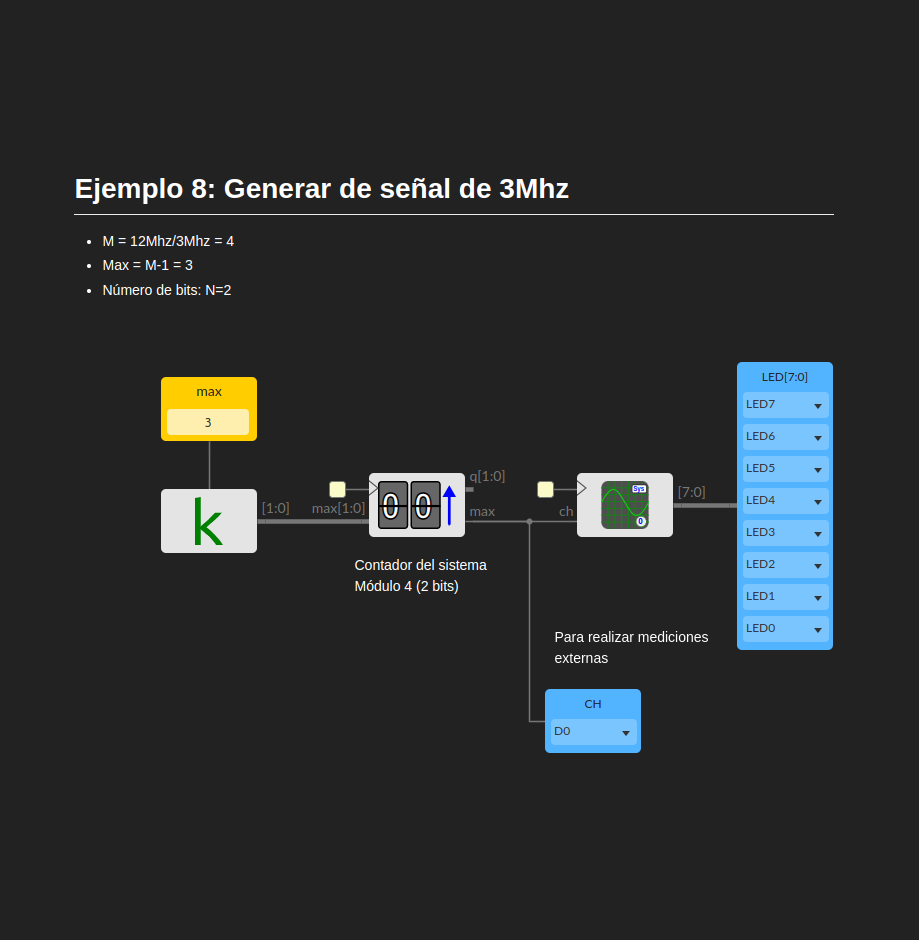 Ejemplo 8: Generar de señal de 3Mhz
M = 12Mhz/3Mhz = 4
Max = M-1 = 3
Número de bits: N=2
max
3
k
[1:0]
max[1:0]
00
q[1:0]
max
Contador del sistema
Módulo 4 (2 bits)
ch
Sys
0
[7:0]
LED[7:0]
LED7
LED6
LED5
LED4
LED3
LED2
LED1
LED0
Para realizar mediciones
externas
CH
D0